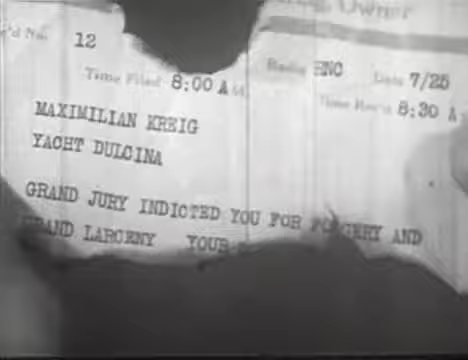 Owner
12
Time Filed 8:00 A M
Radio HNC Date 7/25
Time Rec'd 8:30 A
MAXIMILIAN KREIG
YACHT DULCINA
GRAND JURY INDICTED YOU FOR FORGERY AND
GRAND LARCENY YOUR